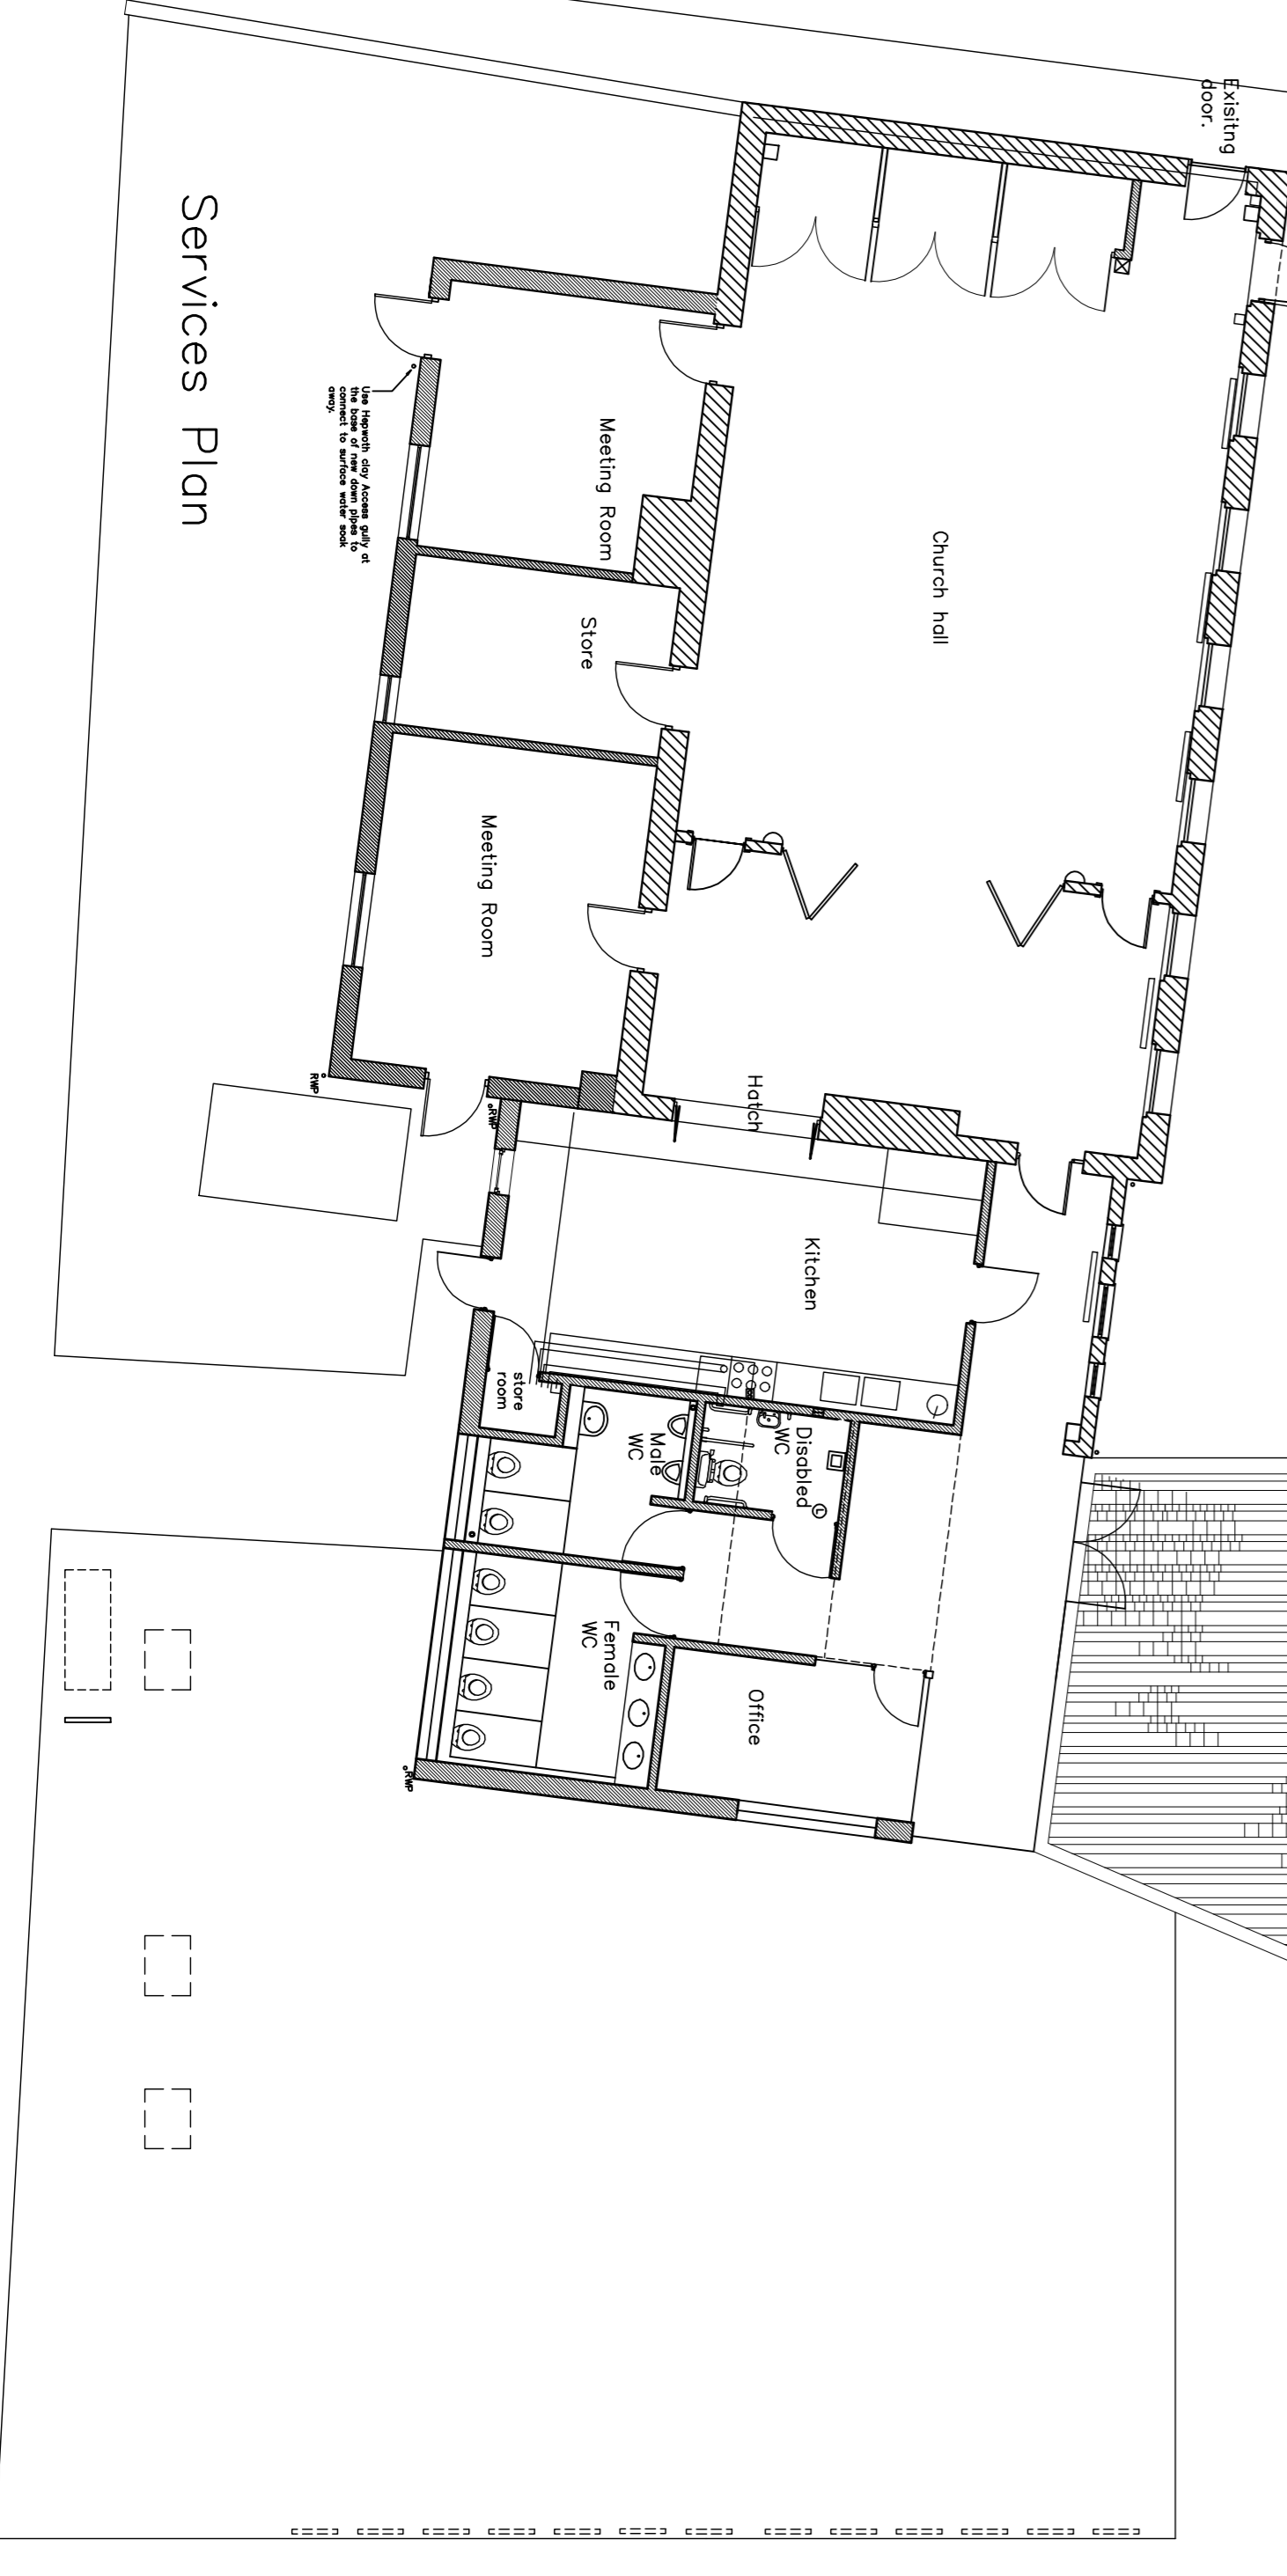 Exisitng
door.
Services Plan
Use Hepwoth clay Access gully at
the base of new down pipes to
connect to surface water soak
away.
Meeting Room
Church hall
Store
Meeting Room
Hatch
RWP
RWP
Kitchen
store
room
Male
WC
Disabled
WC
L
Female
WC
Office
RWP